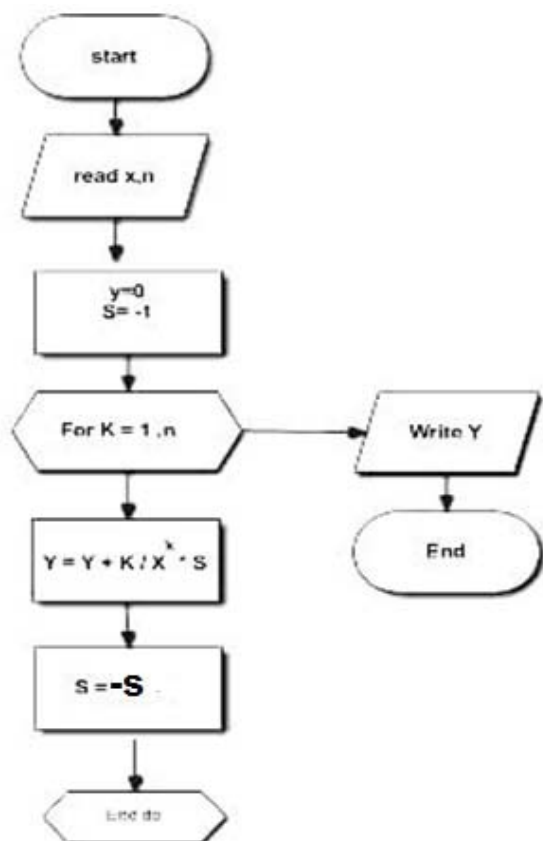 start
read x,n
y=0
S= -1
For K = 1 ,n
Write Y
End
Y = Y + K / X^k * S
S = -S
End do